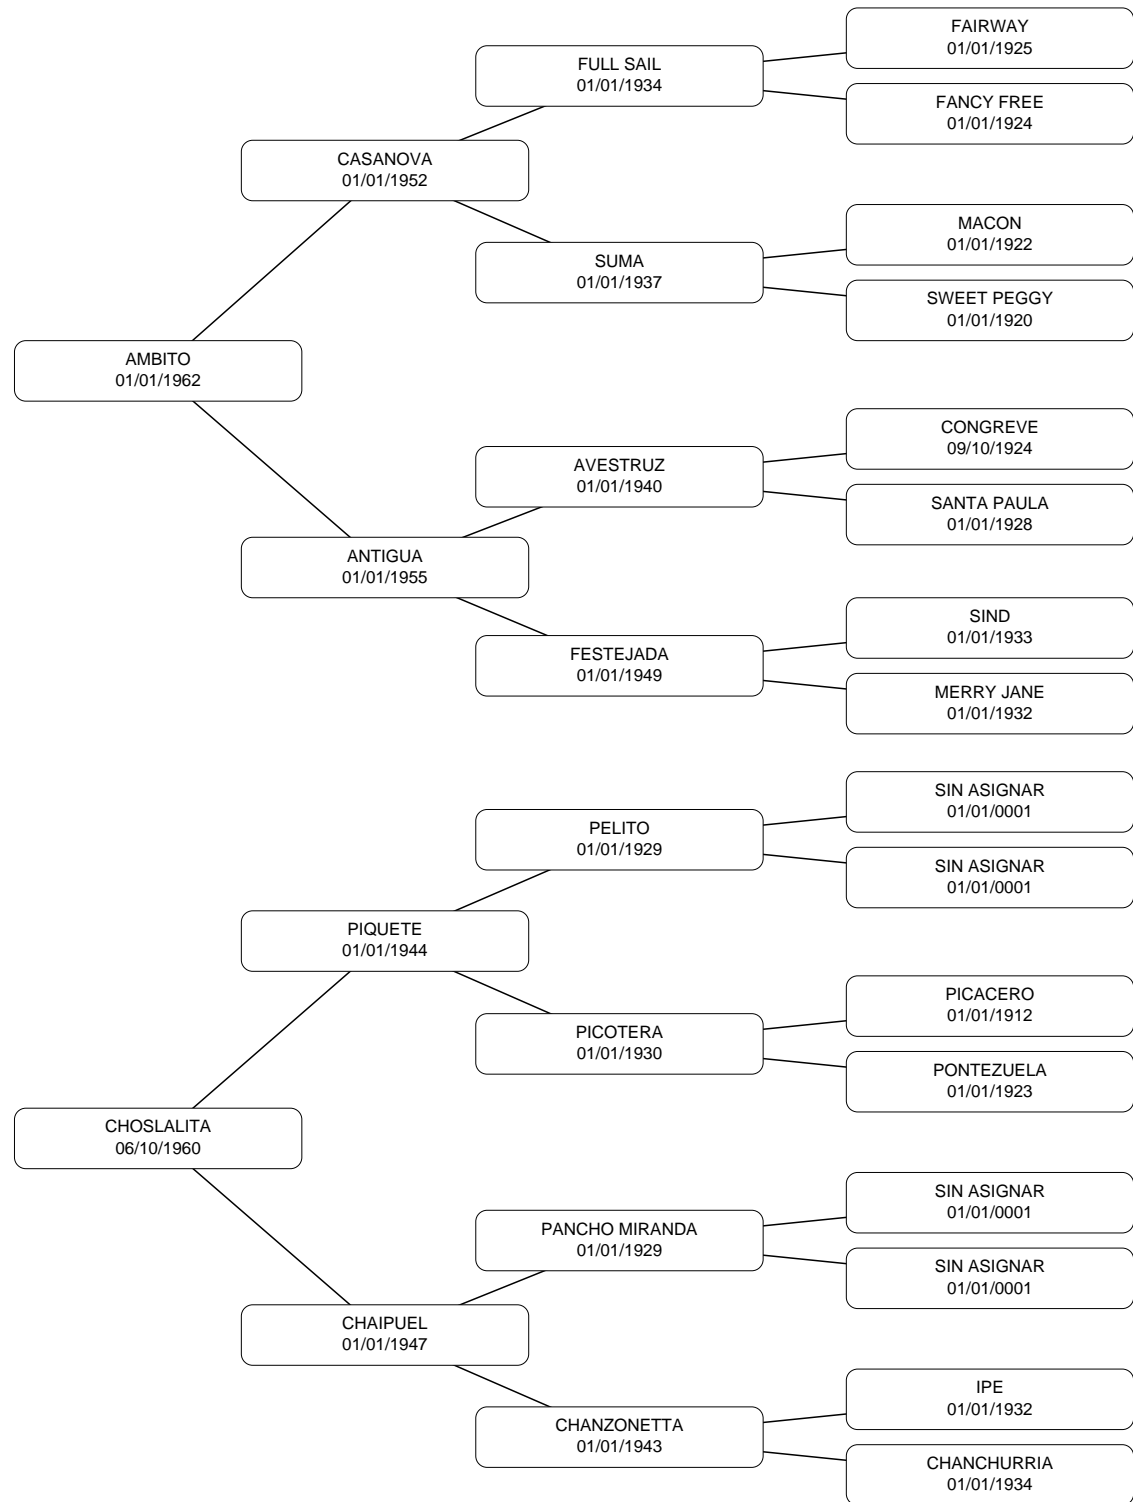 FAIRWAY
01/01/1925
FULL SAIL
01/01/1934
FANCY FREE
01/01/1924
CASANOVA
01/01/1952
MACON
01/01/1922
SUMA
01/01/1937
SWEET PEGGY
01/01/1920
AMBITO
01/01/1962
CONGREVE
09/10/1924
AVESTRUZ
01/01/1940
SANTA PAULA
01/01/1928
ANTIGUA
01/01/1955
SIND
01/01/1933
FESTEJADA
01/01/1949
MERRY JANE
01/01/1932
SIN ASIGNAR
01/01/0001
PELITO
01/01/1929
SIN ASIGNAR
01/01/0001
PIQUETE
01/01/1944
PICACERO
01/01/1912
PICOTERA
01/01/1930
PONTEZUELA
01/01/1923
CHOSLALITA
06/10/1960
SIN ASIGNAR
01/01/0001
PANCHO MIRANDA
01/01/1929
SIN ASIGNAR
01/01/0001
CHAIPUEL
01/01/1947
IPE
01/01/1932
CHANZONETTA
01/01/1943
CHANCHURRIA
01/01/1934